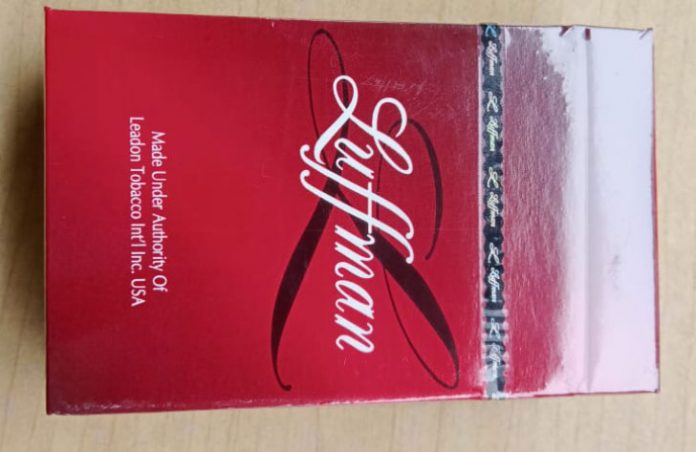 Luffman
Made Under Authority Of
Leadon Tobacco Int'l Inc. USA